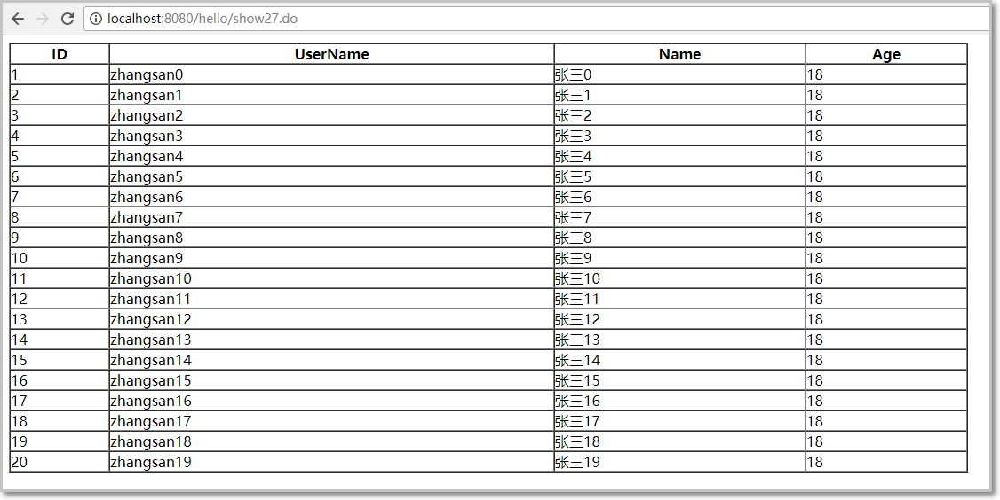 localhost:8080/hello/show27.do
ID UserName Name Age
1 zhangsan0 张三0 18
2 zhangsan1 张三1 18
3 zhangsan2 张三2 18
4 zhangsan3 张三3 18
5 zhangsan4 张三4 18
6 zhangsan5 张三5 18
7 zhangsan6 张三6 18
8 zhangsan7 张三7 18
9 zhangsan8 张三8 18
10 zhangsan9 张三9 18
11 zhangsan10 张三10 18
12 zhangsan11 张三11 18
13 zhangsan12 张三12 18
14 zhangsan13 张三13 18
15 zhangsan14 张三14 18
16 zhangsan15 张三15 18
17 zhangsan16 张三16 18
18 zhangsan17 张三17 18
19 zhangsan18 张三18 18
20 zhangsan19 张三19 18